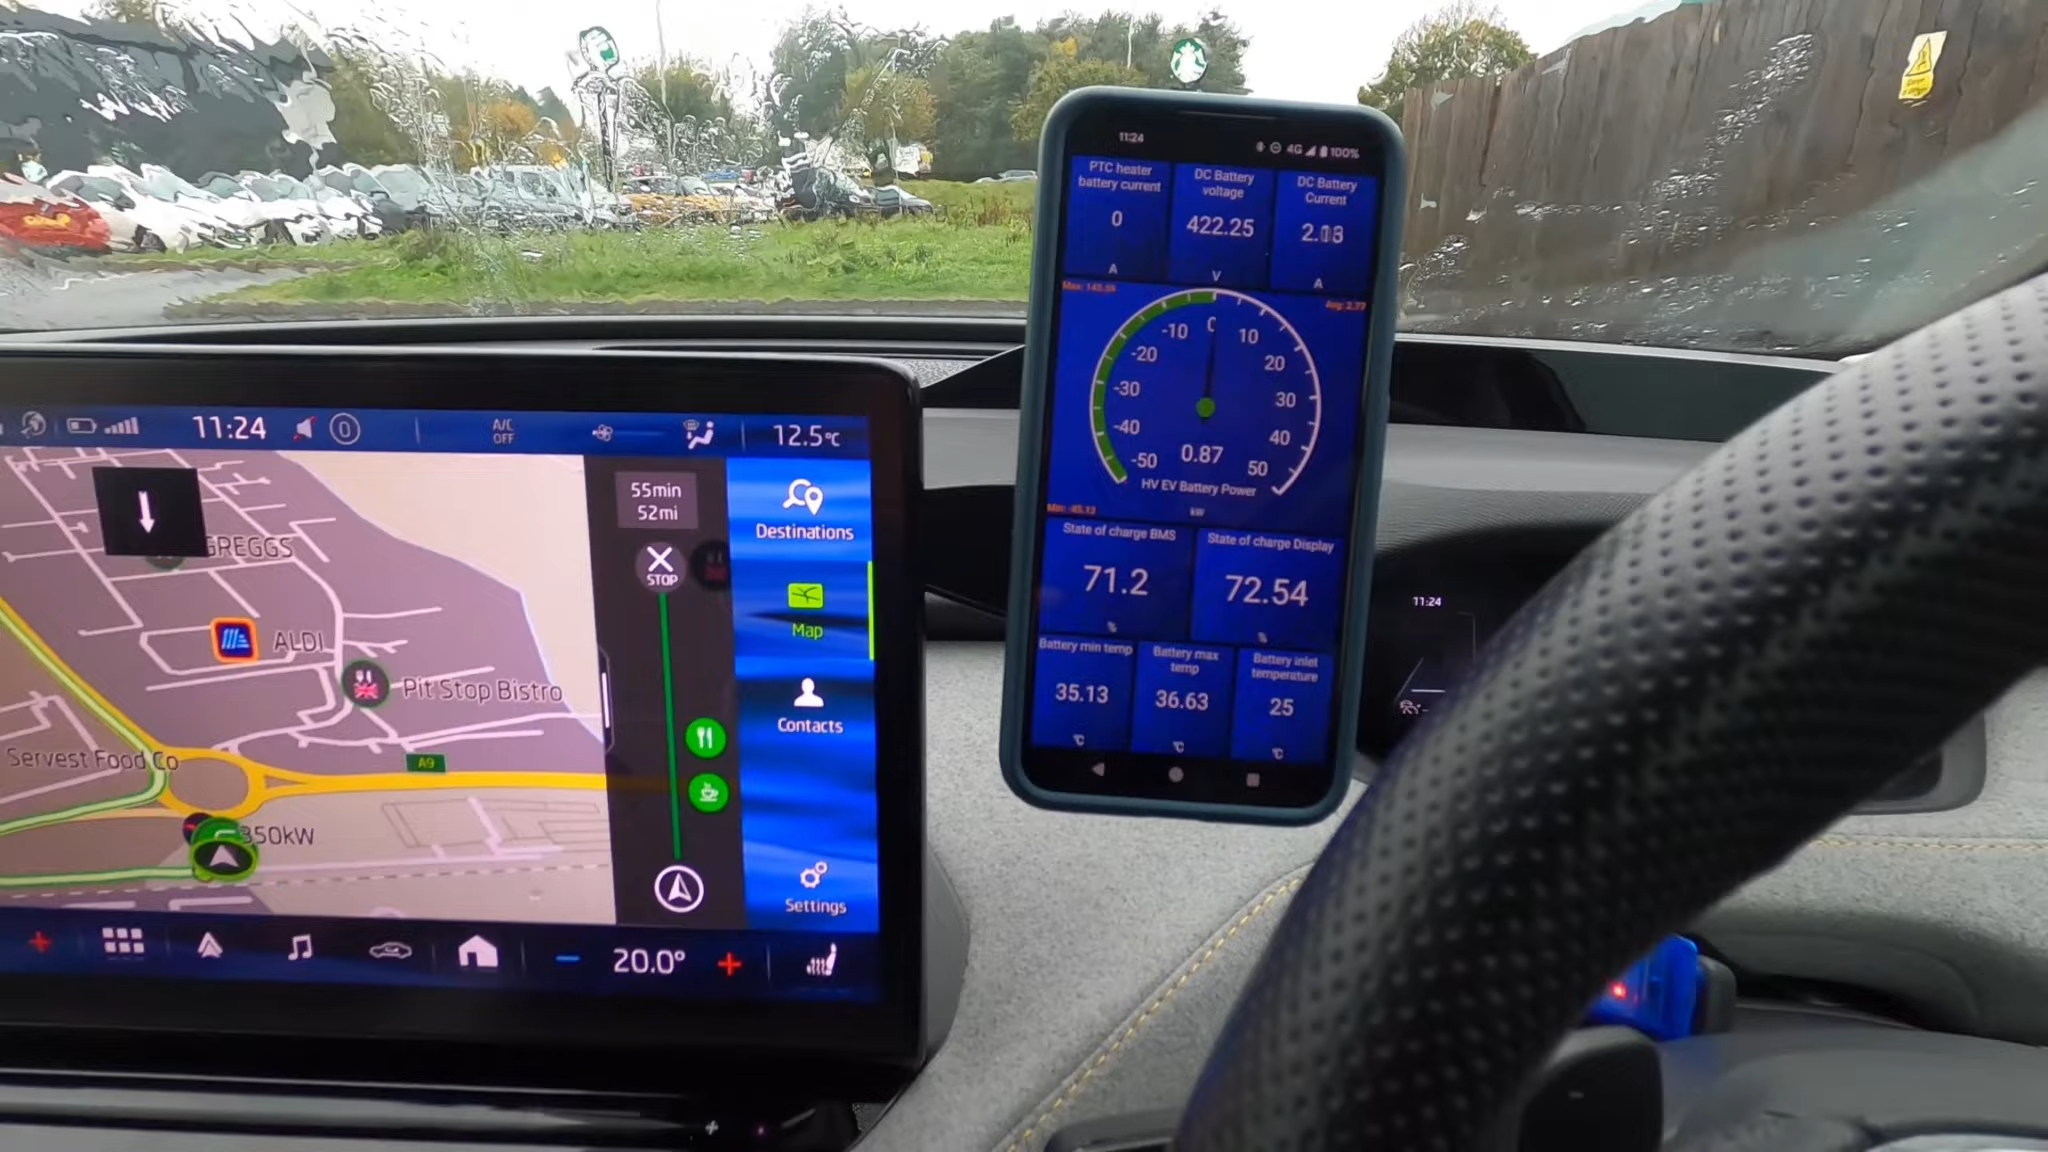 11:24
4G
100%
PTC heater
battery current
0
A
DC Battery
voltage
422.25
V
DC Battery
Current
A
-50
-40
-30
-20
-10
0
10
20
30
40
50
0.87
HV EV Battery Power
kW
State of charge BMS
71.2
%
State of charge Display
72.54
%
Battery min temp
35.13
°C
Battery max
temp
36.63
°C
Battery inlet
temperature
25
°C
11:24
0
A/C
OFF
12.5°C
GREGGS
ALDI
Pit Stop Bistro
Servest Food Co
A9
350kW
55min
52mi
STOP
Destinations
Map
Contacts
Settings
20.0°
11:24